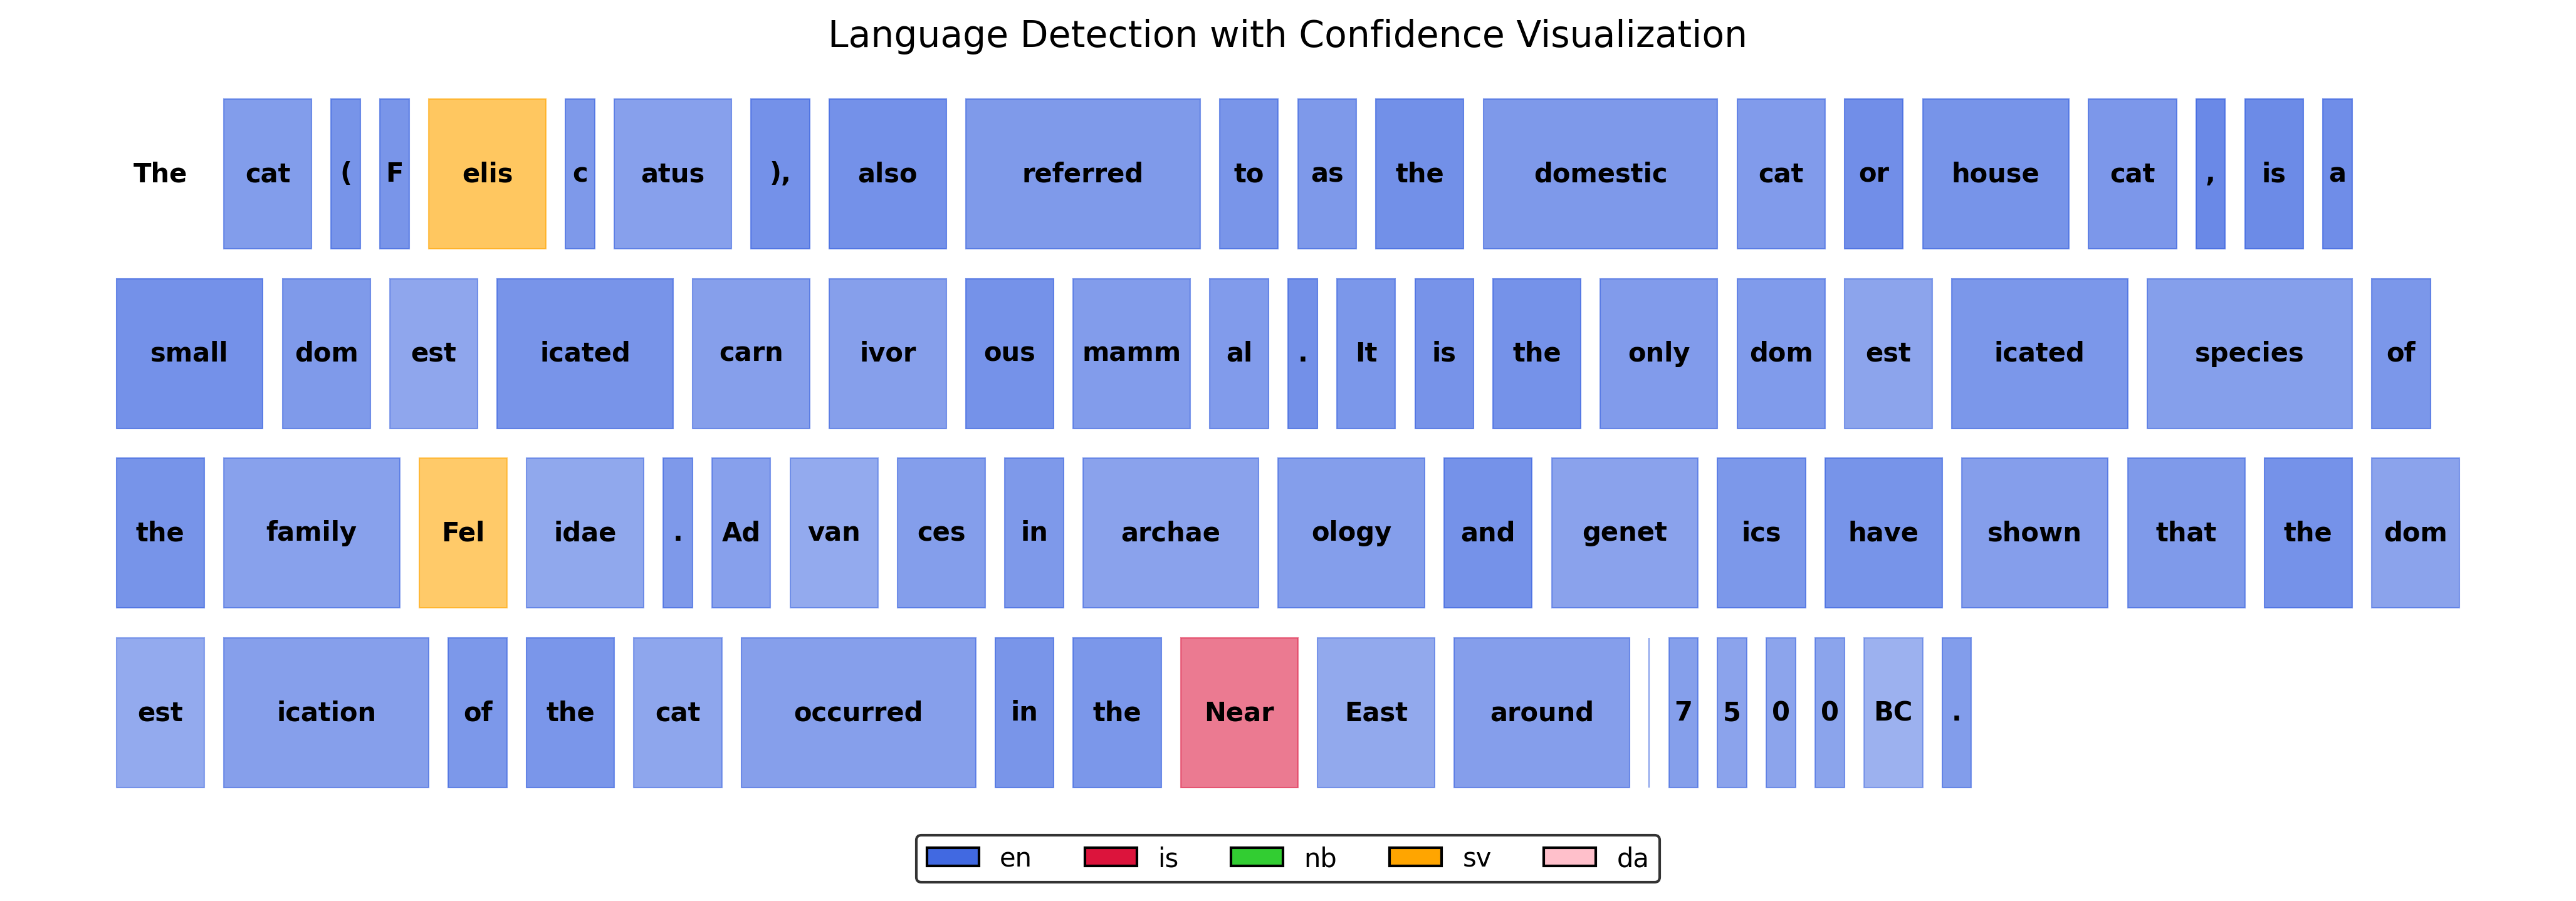 Language Detection with Confidence Visualization
The cat ( F elis c atus ), also referred to as the domestic cat or house cat , is a
small dom est icated carn ivor ous mamm al . It is the only dom est icated species of
the family Fel idae . Ad van ces in archae ology and genet ics have shown that the dom
est ication of the cat occurred in the Near East around 7 5 0 0 BC .
en is nb sv da